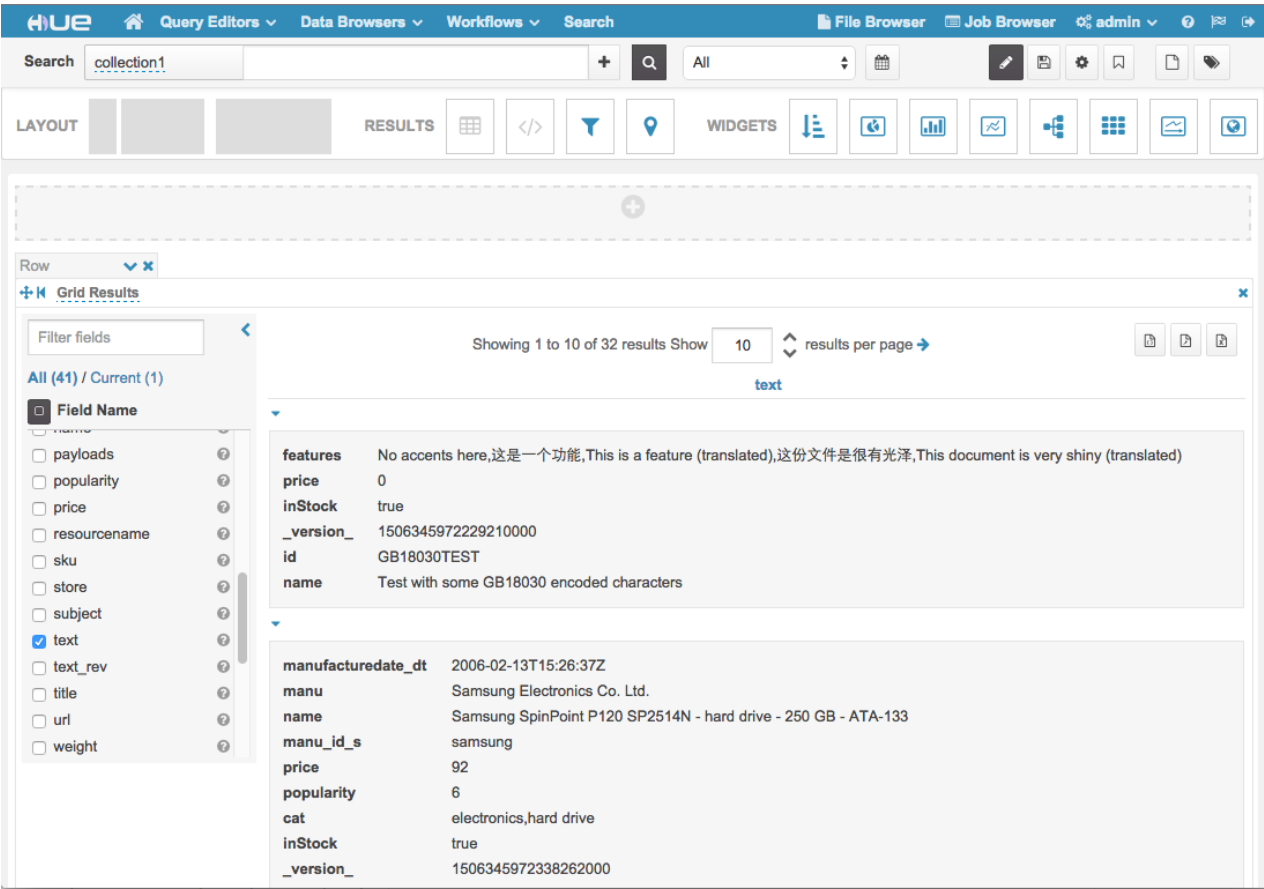 HUE Query Editors Data Browsers Workflows Search File Browser Job Browser admin
Search collection1 All
LAYOUT RESULTS WIDGETS
Row
Grid Results
Filter fields
Showing 1 to 10 of 32 results Show 10 results per page
All (41) / Current (1)
text
Field Name
name
payloads
popularity
price
resourcename
sku
store
subject
text
text_rev
title
url
weight
features No accents here,这是一个功能,This is a feature (translated),这份文件是很有光泽,This document is very shiny (translated)
price 0
inStock true
_version_ 1506345972229210000
id GB18030TEST
name Test with some GB18030 encoded characters
manufacturedate_dt 2006-02-13T15:26:37Z
manu Samsung Electronics Co. Ltd.
name Samsung SpinPoint P120 SP2514N - hard drive - 250 GB - ATA-133
manu_id_s samsung
price 92
popularity 6
cat electronics,hard drive
inStock true
_version_ 1506345972338262000